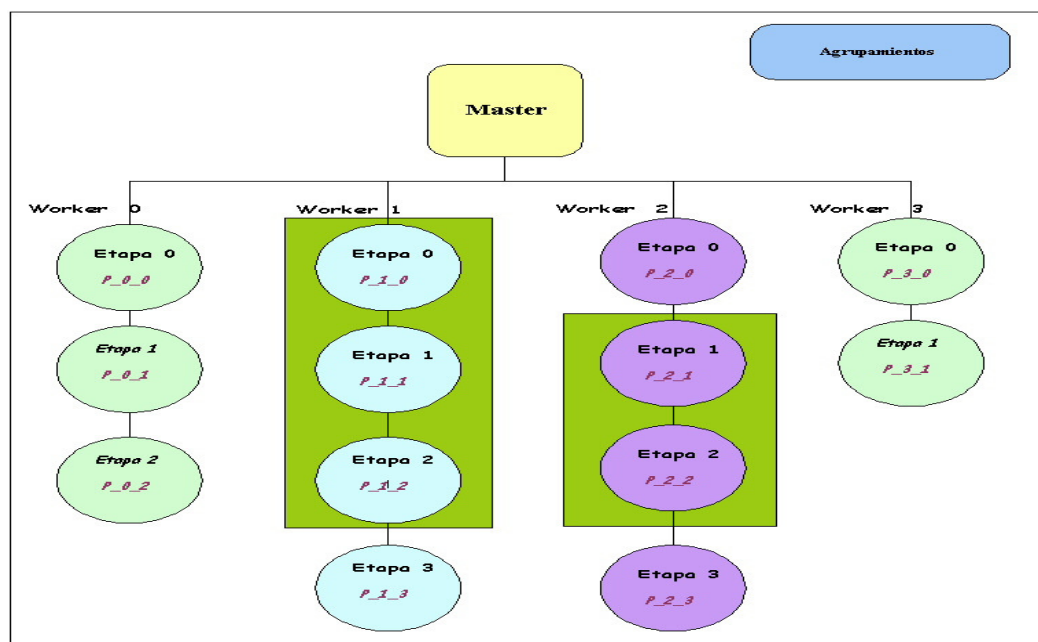 Agrupamientos
Master
Worker 0
Worker 1
Worker 2
Worker 3
Etapa 0
P_0_0
Etapa 0
P_1_0
Etapa 0
P_2_0
Etapa 0
P_3_0
Etapa 1
P_0_1
Etapa 1
P_1_1
Etapa 1
P_2_1
Etapa 1
P_3_1
Etapa 2
P_0_2
Etapa 2
P_1_2
Etapa 2
P_2_2
Etapa 3
P_1_3
Etapa 3
P_2_3